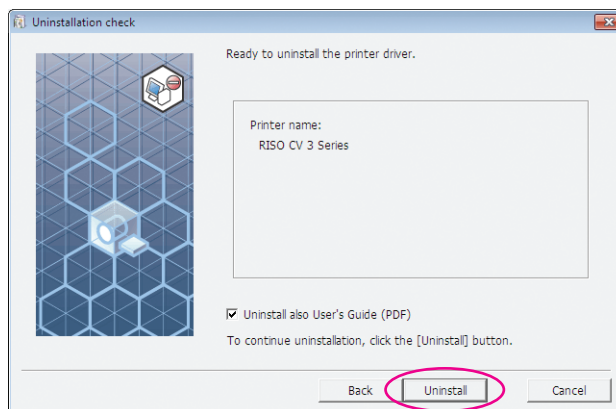 Uninstallation check
Ready to uninstall the printer driver.
Printer name:
RISO CV 3 Series
Uninstall also User's Guide (PDF)
To continue uninstallation, click the [Uninstall] button.
Back Uninstall Cancel